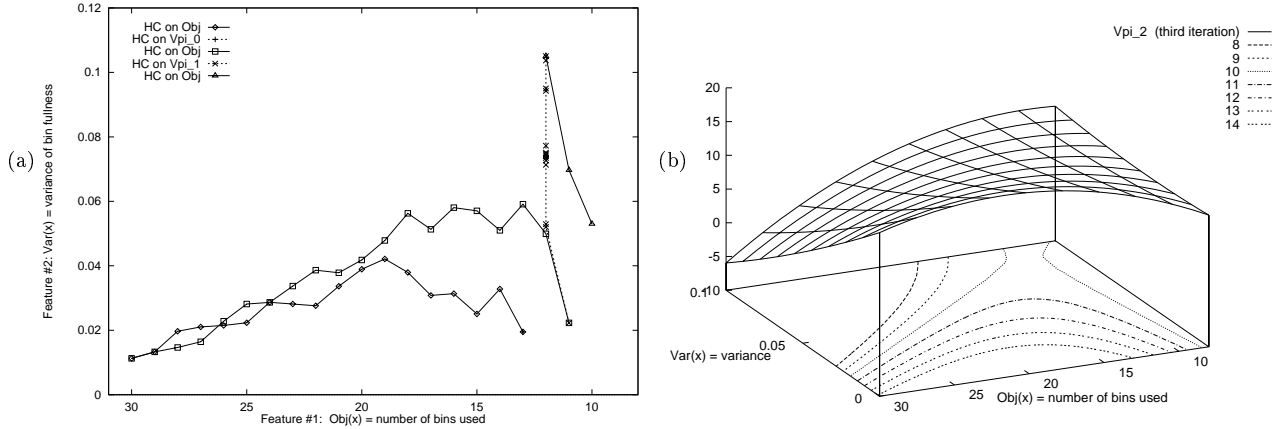 (a)
0.12
0.1
0.08
0.06
0.04
0.02
0
30
25
20
15
10
Feature #2: Var(x) = variance of bin fullness
Feature #1: Obj(x) = number of bins used
HC on Obj
HC on Vpi_0
HC on Obj
HC on Vpi_1
HC on Obj
(b)
Vpi_2 (third iteration)
8
9
10
11
12
13
14
20
15
10
5
0
-5
-10
0.1
0.05
0
Var(x) = variance
30
25
20
15
10
Obj(x) = number of bins used